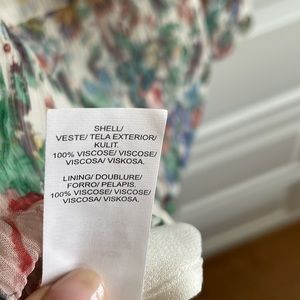 SHELL/
VESTE/ TELA EXTERIOR/
KULIT.
100% VISCOSE/ VISCOSE/
VISCOSA/ VISKOSA.
LINING/ DOUBLURE/
FORRO/ PELAPIS.
100% VISCOSE/ VISCOSE/
VISCOSA/ VISKOSA.